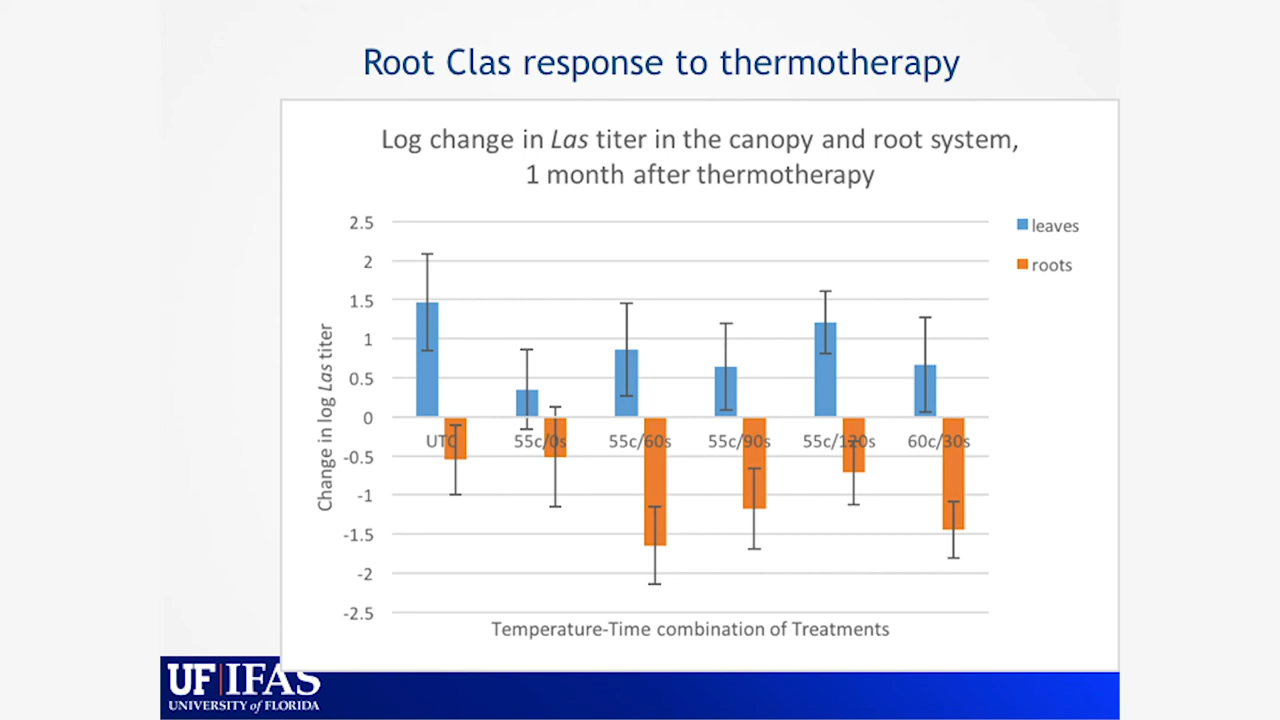 Root Clas response to thermotherapy
Log change in Las titer in the canopy and root system,
1 month after thermotherapy
2.5
2
1.5
1
0.5
0
-0.5
-1
-1.5
-2
-2.5
Change in log Las titer
UTC
55c/0s
55c/60s
55c/90s
55c/120s
60c/30s
leaves
roots
Temperature-Time combination of Treatments
UF|IFAS
UNIVERSITY of FLORIDA